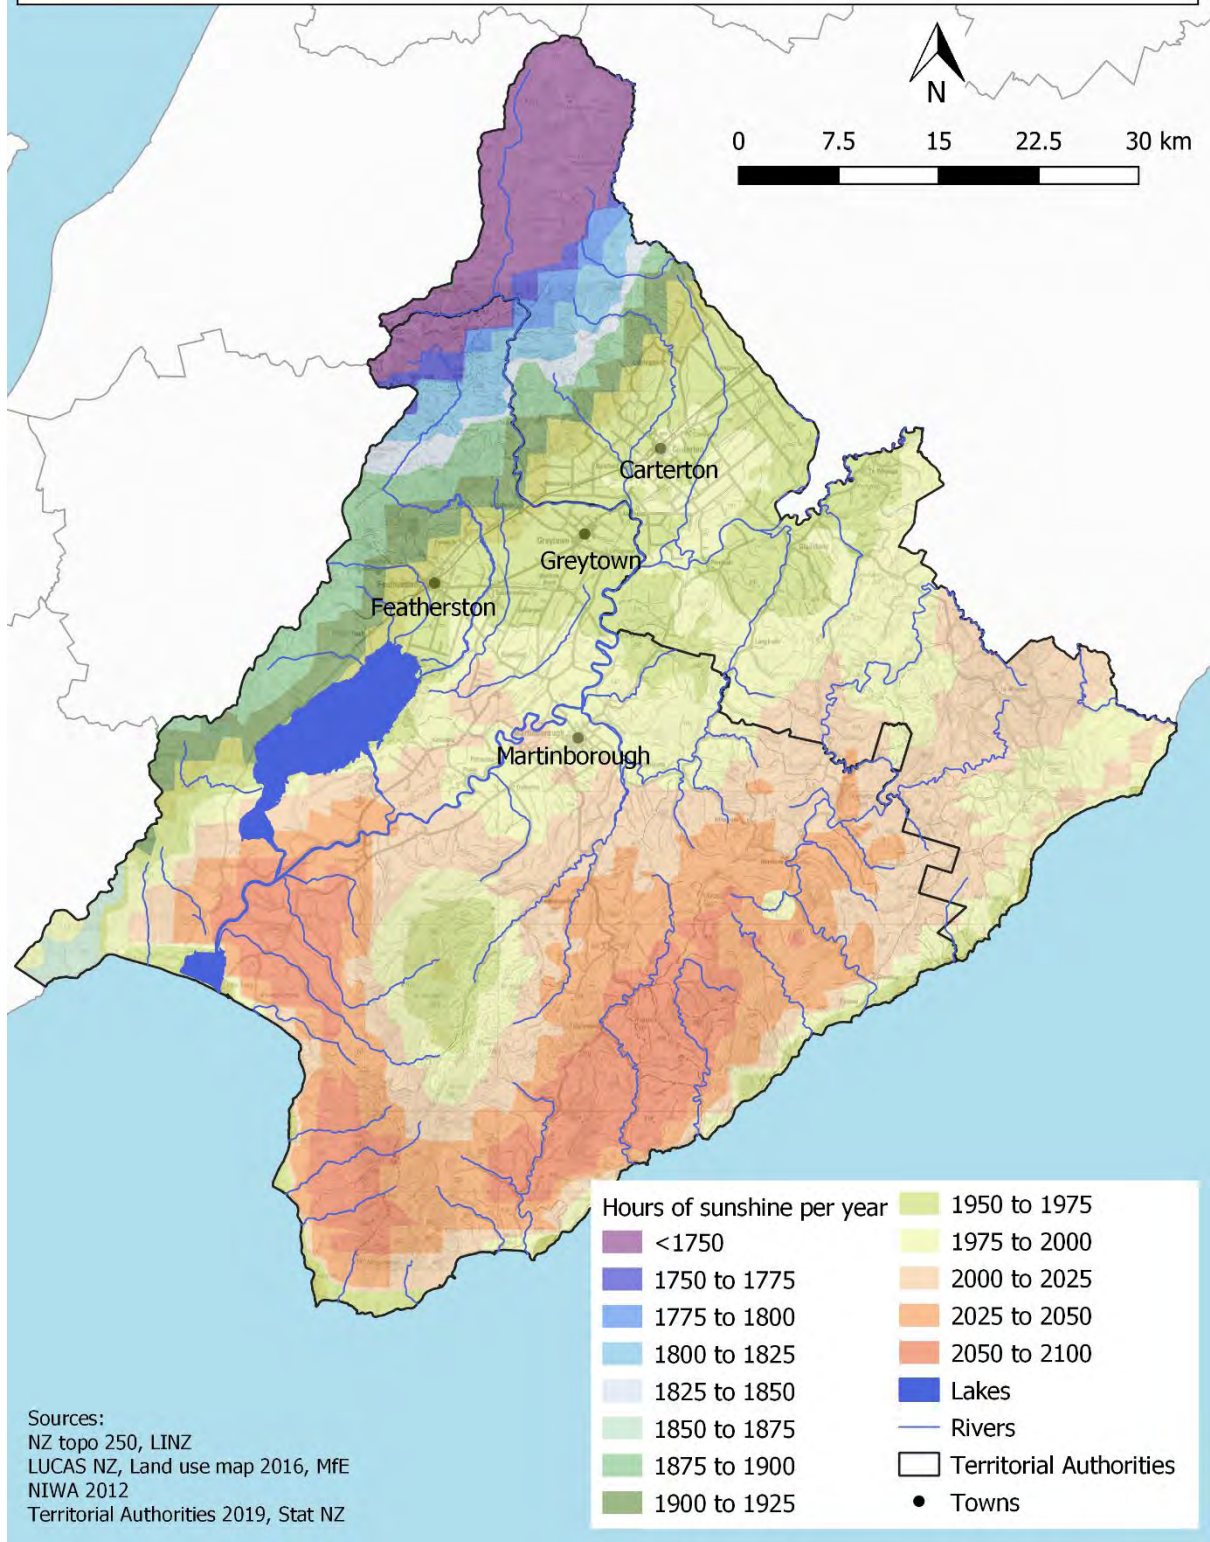 N
0 7.5 15 22.5 30 km
Carterton
Greytown
Featherston
Martinborough
Hours of sunshine per year
<1750
1750 to 1775
1775 to 1800
1800 to 1825
1825 to 1850
1850 to 1875
1875 to 1900
1900 to 1925
1950 to 1975
1975 to 2000
2000 to 2025
2025 to 2050
2050 to 2100
Lakes
Rivers
Territorial Authorities
Towns
Sources:
NZ topo 250, LINZ
LUCAS NZ, Land use map 2016, MfE
NIWA 2012
Territorial Authorities 2019, Stat NZ